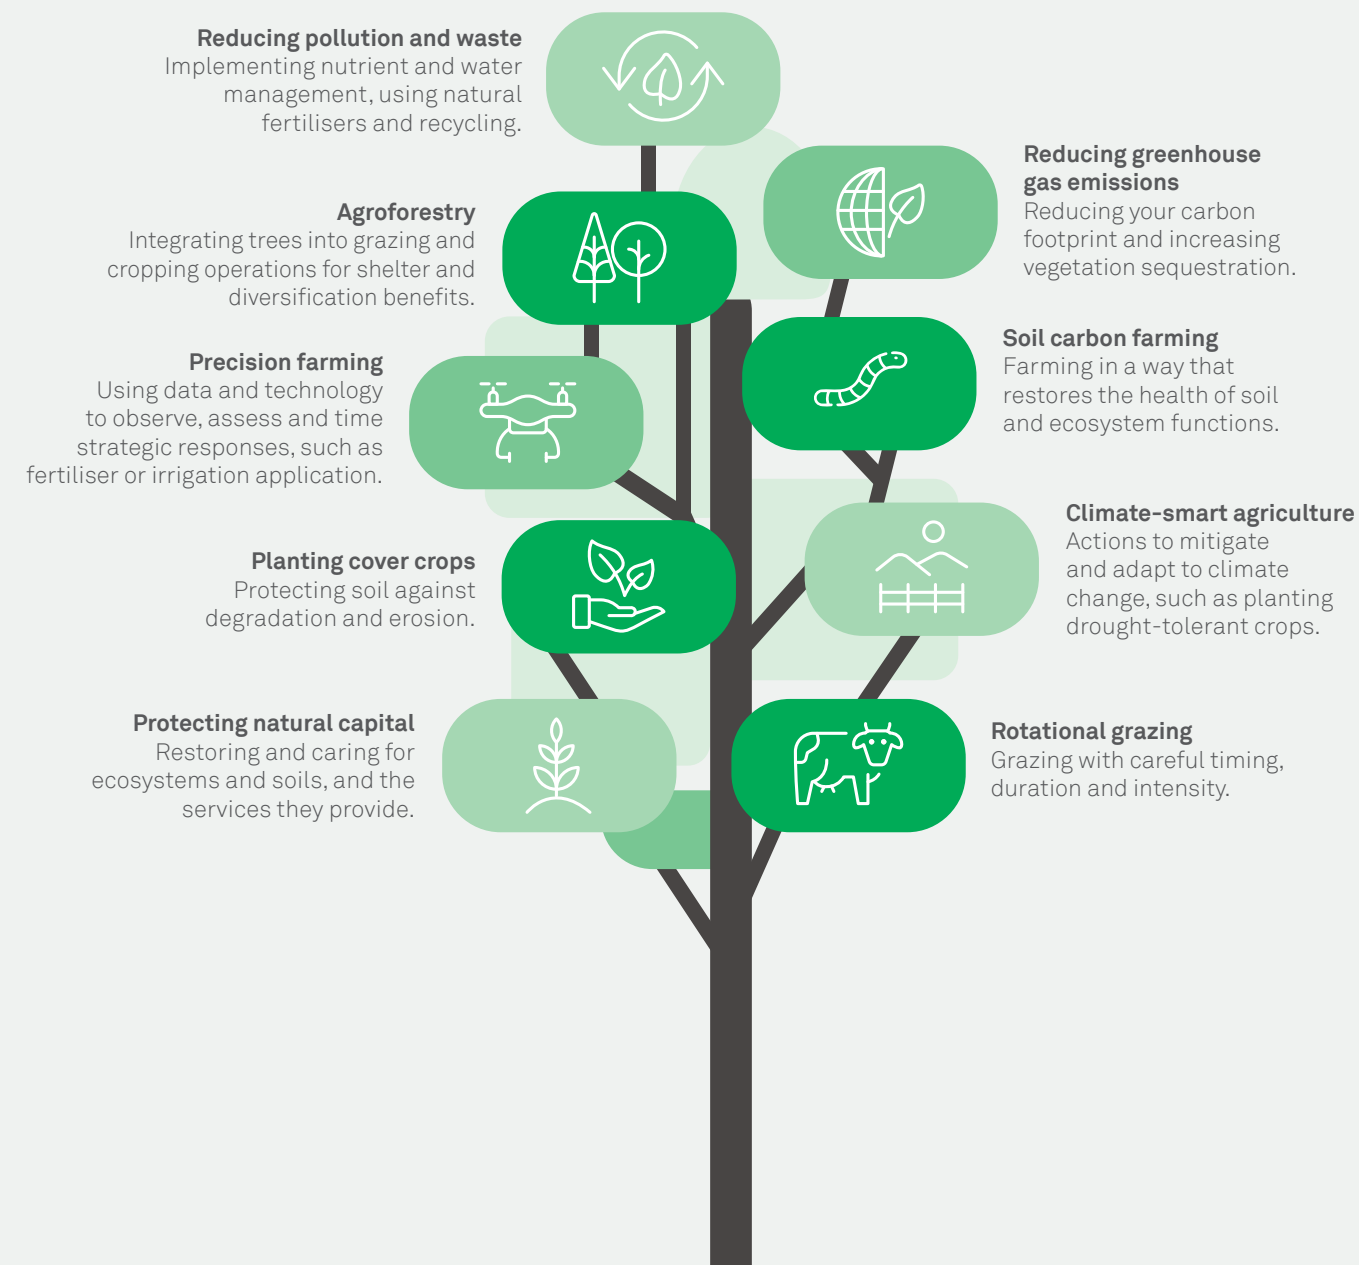 Reducing pollution and waste
Implementing nutrient and water
management, using natural
fertilisers and recycling.
Reducing greenhouse
gas emissions
Reducing your carbon
footprint and increasing
vegetation sequestration.
Agroforestry
Integrating trees into grazing and
cropping operations for shelter and
diversification benefits.
Soil carbon farming
Farming in a way that
restores the health of soil
and ecosystem functions.
Precision farming
Using data and technology
to observe, assess and time
strategic responses, such as
fertiliser or irrigation application.
Climate-smart agriculture
Actions to mitigate
and adapt to climate
change, such as planting
drought-tolerant crops.
Planting cover crops
Protecting soil against
degradation and erosion.
Protecting natural capital
Restoring and caring for
ecosystems and soils, and the
services they provide.
Rotational grazing
Grazing with careful timing,
duration and intensity.